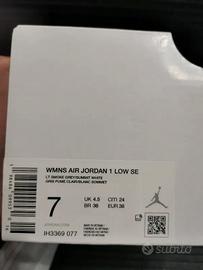 WMNS AIR JORDAN 1 LOW SE
LT SMOKE GREY/SUMMIT WHITE
GRIS FUMÉ CLAIR/BLANC SOMMET
7
UK 4.5 CM 24
BR 36 EUR 38
IH3369 077
subito